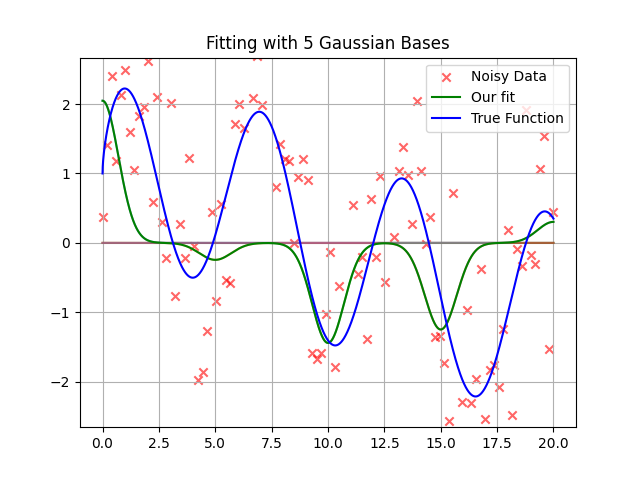 Fitting with 5 Gaussian Bases
Noisy Data
Our fit
True Function
2
1
0
−1
−2
0.0 2.5 5.0 7.5 10.0 12.5 15.0 17.5 20.0